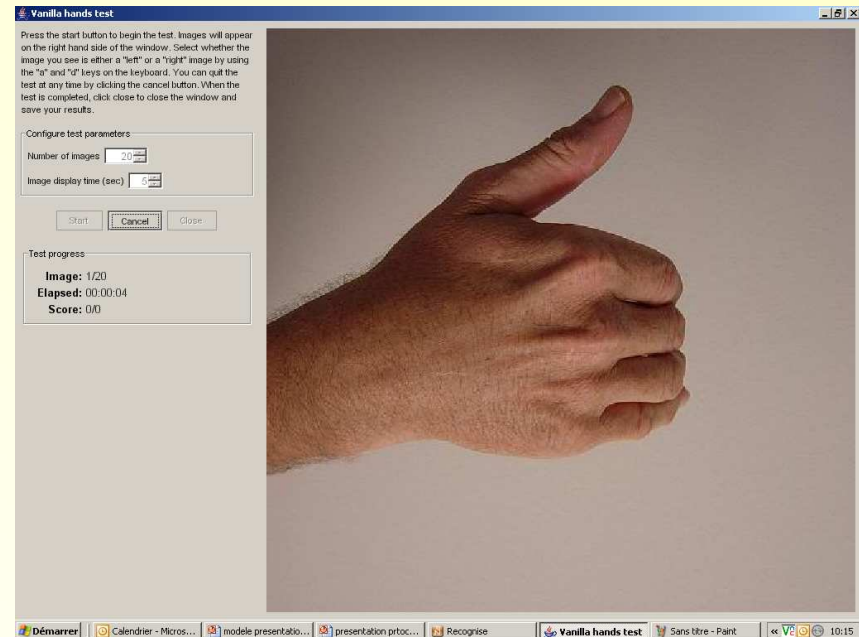 Vanilla hands test
Press the start button to begin the test. Images will appear
on the right hand side of the window. Select whether the
image you see is either a "left" or a "right" image by using
the "a" and "d" keys on the keyboard. You can quit the
test at any time by clicking the cancel button. When the
test is completed, click close to close the window and
save your results.
Configure test parameters
Number of images 20
Image display time (sec) 5
Start Cancel Close
Test progress
Image: 1/20
Elapsed: 00:00:04
Score: 0/0
Démarrer Calendrier - Micros... modele presentatio... presentation prtoc... Recognise Vanilla hands test Sans titre - Paint « 10:15